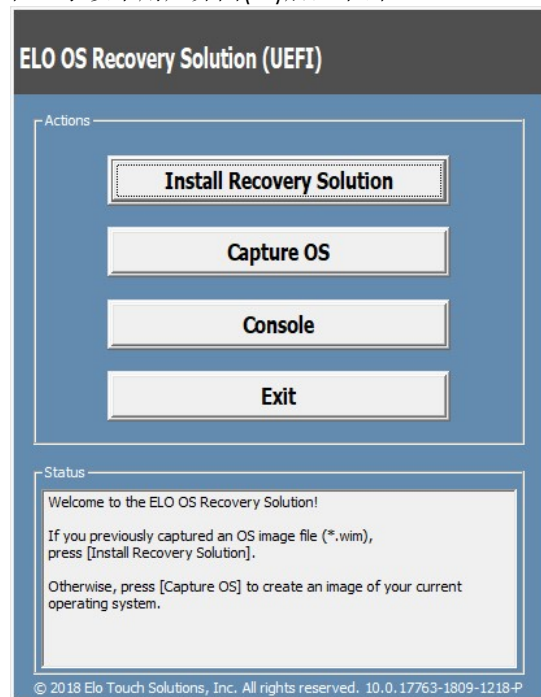 ELO OS Recovery Solution (UEFI)
Actions
Install Recovery Solution
Capture OS
Console
Exit
Status
Welcome to the ELO OS Recovery Solution!
If you previously captured an OS image file (*.wim),
press [Install Recovery Solution].
Otherwise, press [Capture OS] to create an image of your current
operating system.
© 2018 Elo Touch Solutions, Inc. All rights reserved. 10.0.17763-1809-1218-P